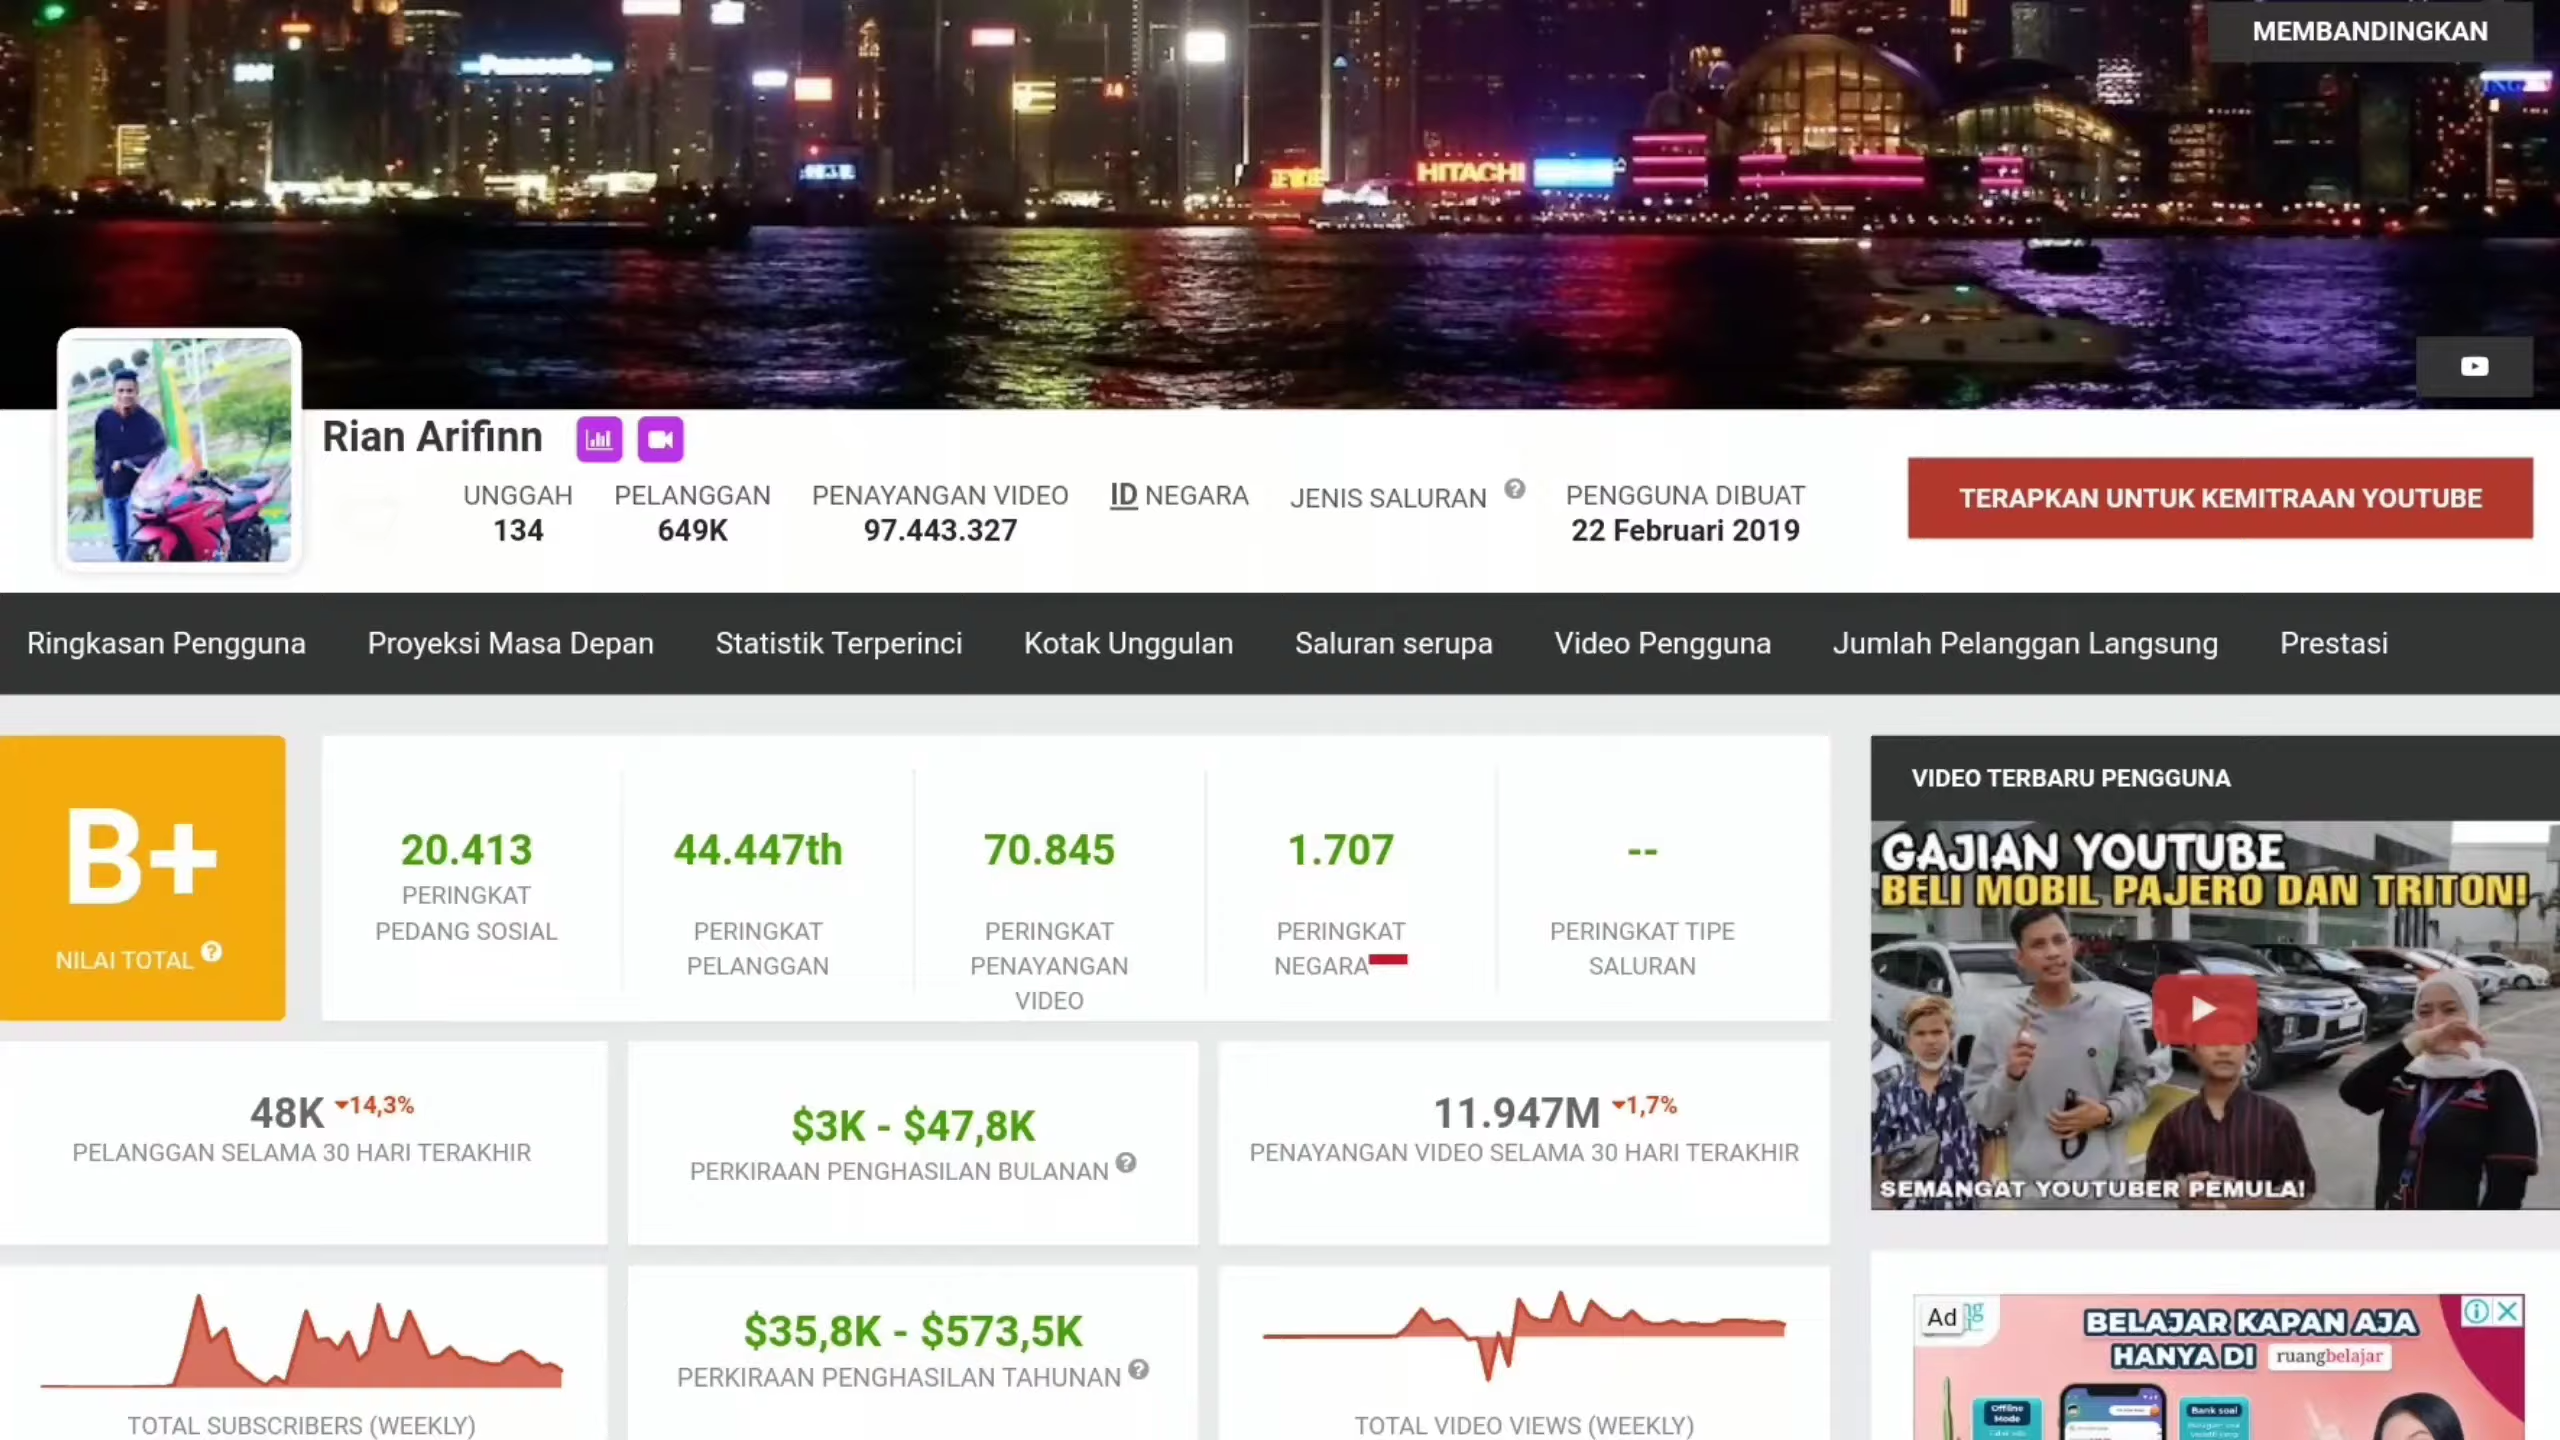 MEMBANDINGKAN
Panasonic
HITACHI
Rian Arifinn
UNGGAH
134
PELANGGAN
649K
PENAYANGAN VIDEO
97.443.327
ID NEGARA
JENIS SALURAN ?
PENGGUNA DIBUAT
22 Februari 2019
TERAPKAN UNTUK KEMITRAAN YOUTUBE
Ringkasan Pengguna
Proyeksi Masa Depan
Statistik Terperinci
Kotak Unggulan
Saluran serupa
Video Pengguna
Jumlah Pelanggan Langsung
Prestasi
B+
NILAI TOTAL ?
20.413
PERINGKAT
PEDANG SOSIAL
44.447th
PERINGKAT
PELANGGAN
70.845
PERINGKAT
PENAYANGAN
VIDEO
1.707
PERINGKAT
NEGARA
--
PERINGKAT TIPE
SALURAN
VIDEO TERBARU PENGGUNA
GAJIAN YOUTUBE
BELI MOBIL PAJERO DAN TRITON!
SEMANGAT YOUTUBER PEMULA!
48K 14,3%
PELANGGAN SELAMA 30 HARI TERAKHIR
$3K - $47,8K
PERKIRAAN PENGHASILAN BULANAN ?
11.947M 1,7%
PENAYANGAN VIDEO SELAMA 30 HARI TERAKHIR
TOTAL SUBSCRIBERS (WEEKLY)
$35,8K - $573,5K
PERKIRAAN PENGHASILAN TAHUNAN ?
TOTAL VIDEO VIEWS (WEEKLY)
Ad
BELAJAR KAPAN AJA
HANYA DI ruangbelajar
Offline
Mode
Bank soal